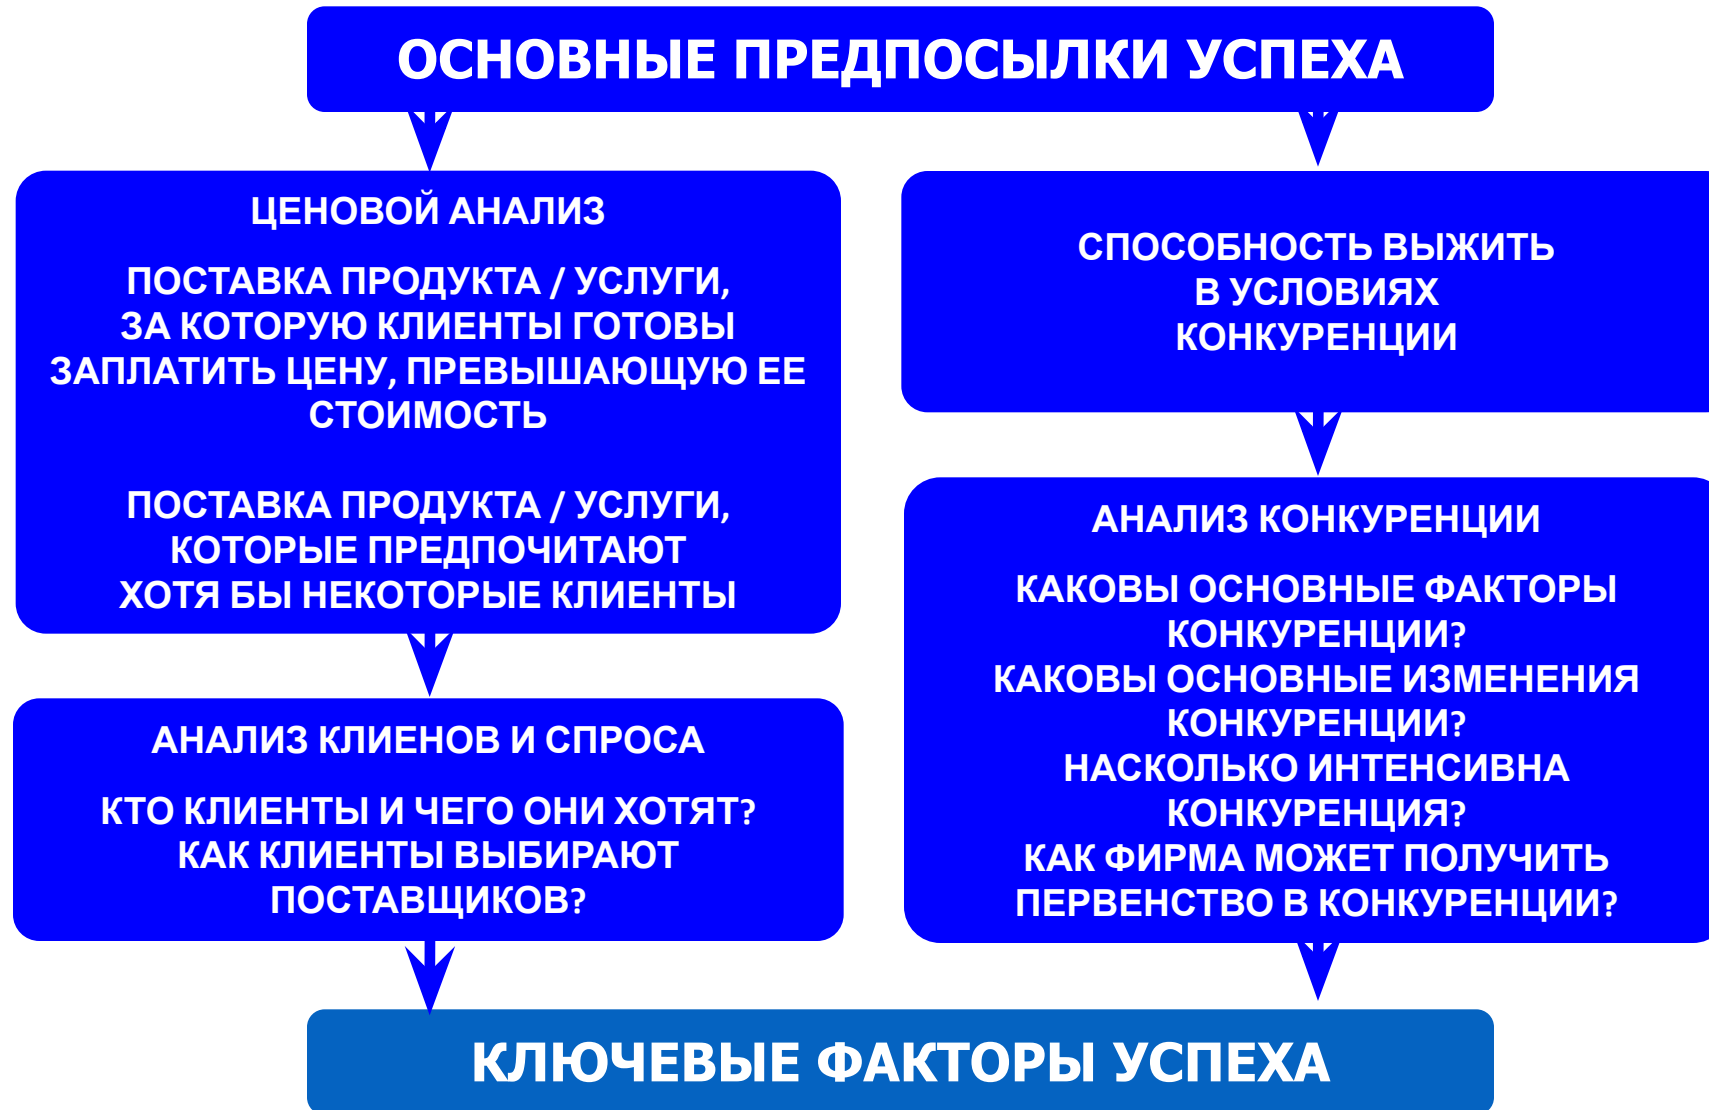 ОСНОВНЫЕ ПРЕДПОСЫЛКИ УСПЕХА
ЦЕНОВОЙ АНАЛИЗ
ПОСТАВКА ПРОДУКТА / УСЛУГИ,
ЗА КОТОРУЮ КЛИЕНТЫ ГОТОВЫ
ЗАПЛАТИТЬ ЦЕНУ, ПРЕВЫШАЮЩУЮ ЕЕ
СТОИМОСТЬ
ПОСТАВКА ПРОДУКТА / УСЛУГИ,
КОТОРЫЕ ПРЕДПОЧИТАЮТ
ХОТЯ БЫ НЕКОТОРЫЕ КЛИЕНТЫ
АНАЛИЗ КЛИЕНОВ И СПРОСА
КТО КЛИЕНТЫ И ЧЕГО ОНИ ХОТЯТ?
КАК КЛИЕНТЫ ВЫБИРАЮТ
ПОСТАВЩИКОВ?
СПОСОБНОСТЬ ВЫЖИТЬ
В УСЛОВИЯХ
КОНКУРЕНЦИИ
АНАЛИЗ КОНКУРЕНЦИИ
КАКОВЫ ОСНОВНЫЕ ФАКТОРЫ
КОНКУРЕНЦИИ?
КАКОВЫ ОСНОВНЫЕ ИЗМЕНЕНИЯ
КОНКУРЕНЦИИ?
НАСКОЛЬКО ИНТЕНСИВНА
КОНКУРЕНЦИЯ?
КАК ФИРМА МОЖЕТ ПОЛУЧИТЬ
ПЕРВЕНСТВО В КОНКУРЕНЦИИ?
КЛЮЧЕВЫЕ ФАКТОРЫ УСПЕХА